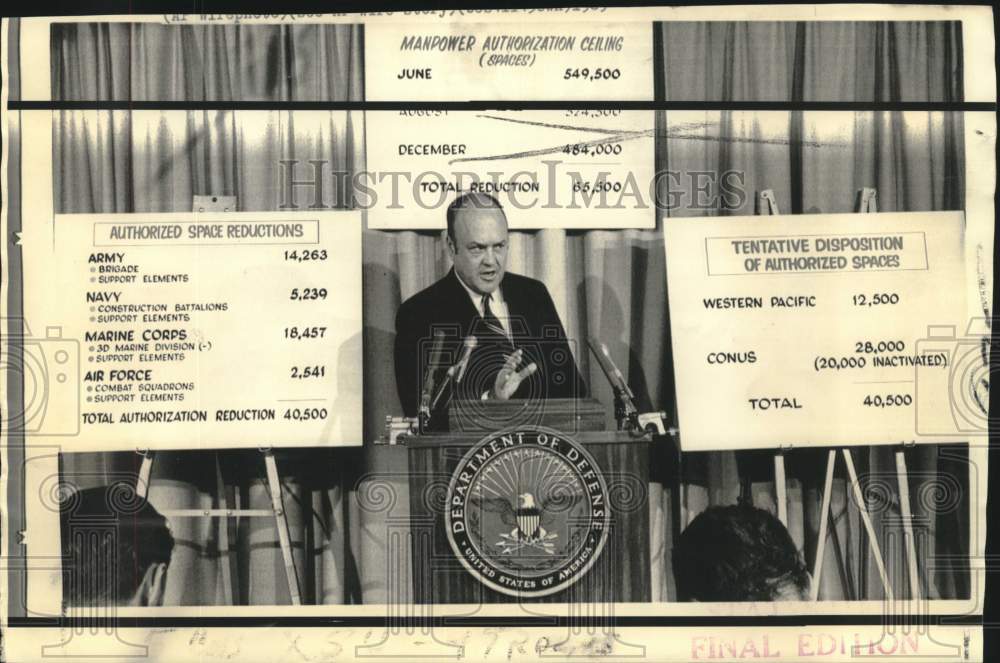 MANPOWER AUTHORIZATION CEILING
(SPACES)
JUNE 549,500
AUGUST 524,500
DECEMBER 484,000
TOTAL REDUCTION 65,500
HISTORICIMAGES
AUTHORIZED SPACE REDUCTIONS
ARMY 14,263
BRIGADE
SUPPORT ELEMENTS
NAVY 5,239
CONSTRUCTION BATTALIONS
SUPPORT ELEMENTS
MARINE CORPS 18,457
3D MARINE DIVISION (-)
SUPPORT ELEMENTS
AIR FORCE 2,541
COMBAT SQUADRONS
SUPPORT ELEMENTS
TOTAL AUTHORIZATION REDUCTION 40,500
TENTATIVE DISPOSITION
OF AUTHORIZED SPACES
WESTERN PACIFIC 12,500
CONUS 28,000
(20,000 INACTIVATED)
TOTAL 40,500
DEPARTMENT OF DEFENSE
UNITED STATES OF AMERICA
FINAL EDITION